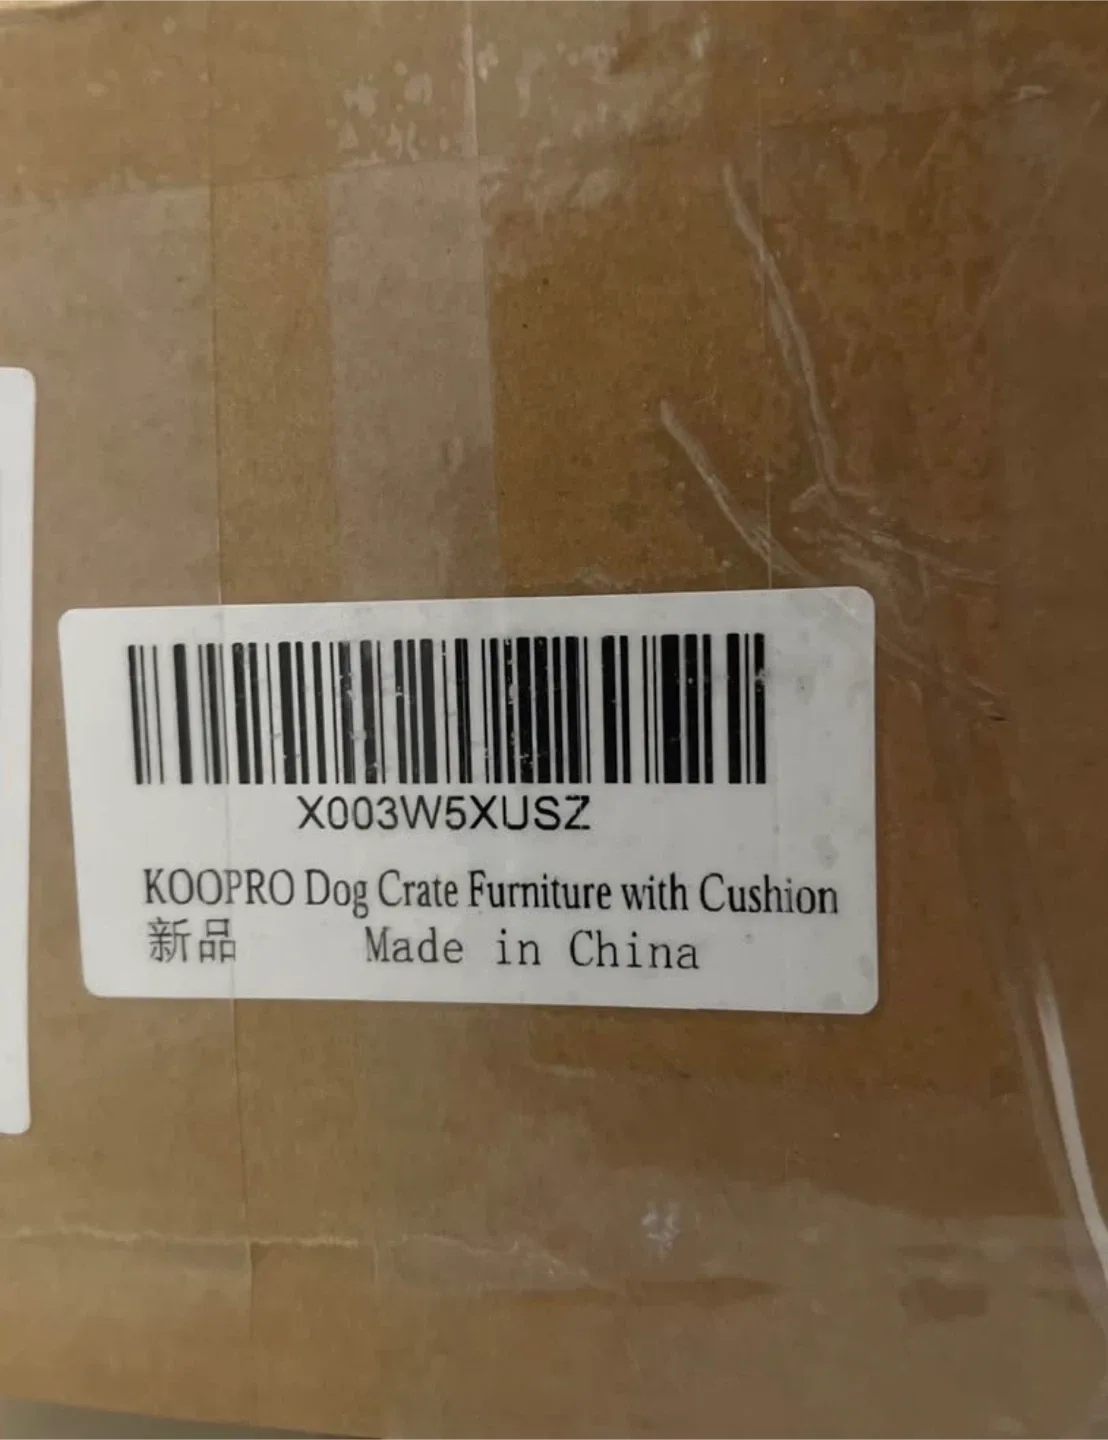 X003W5XUSZ
KOOPRO Dog Crate Furniture with Cushion
新品 Made in China